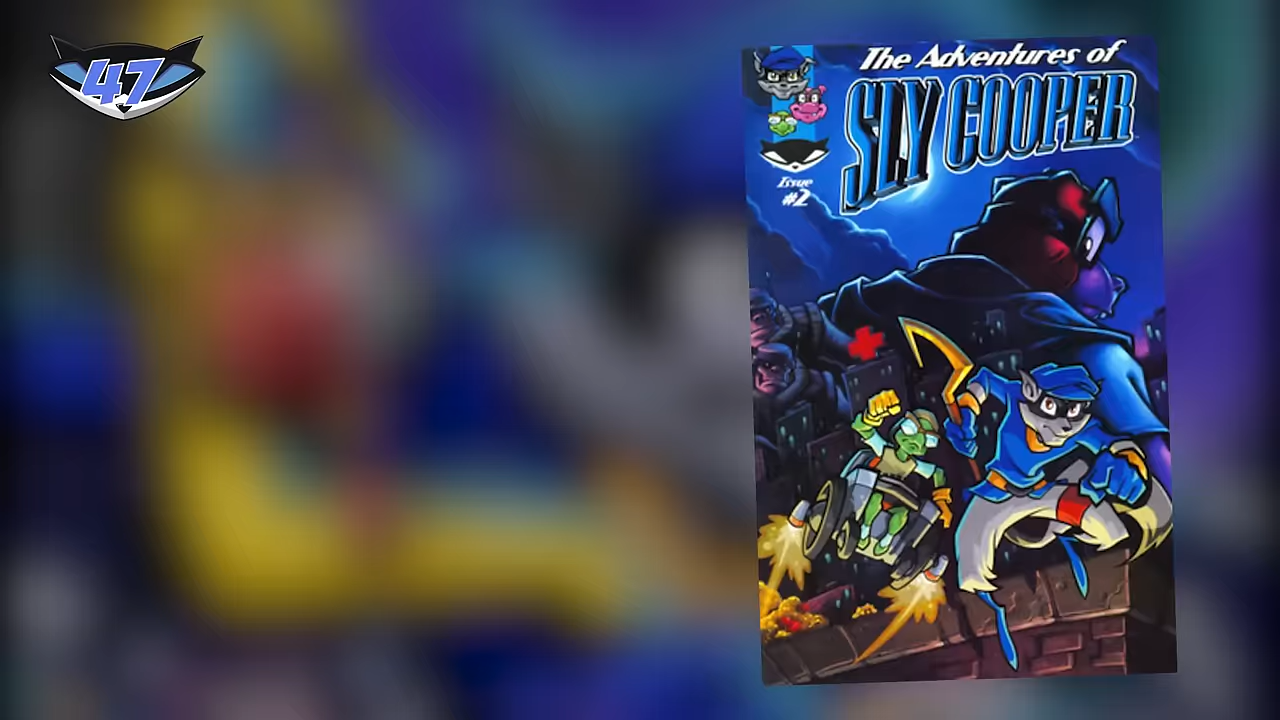 47
The Adventures of
SLY COOPER
Issue
#2